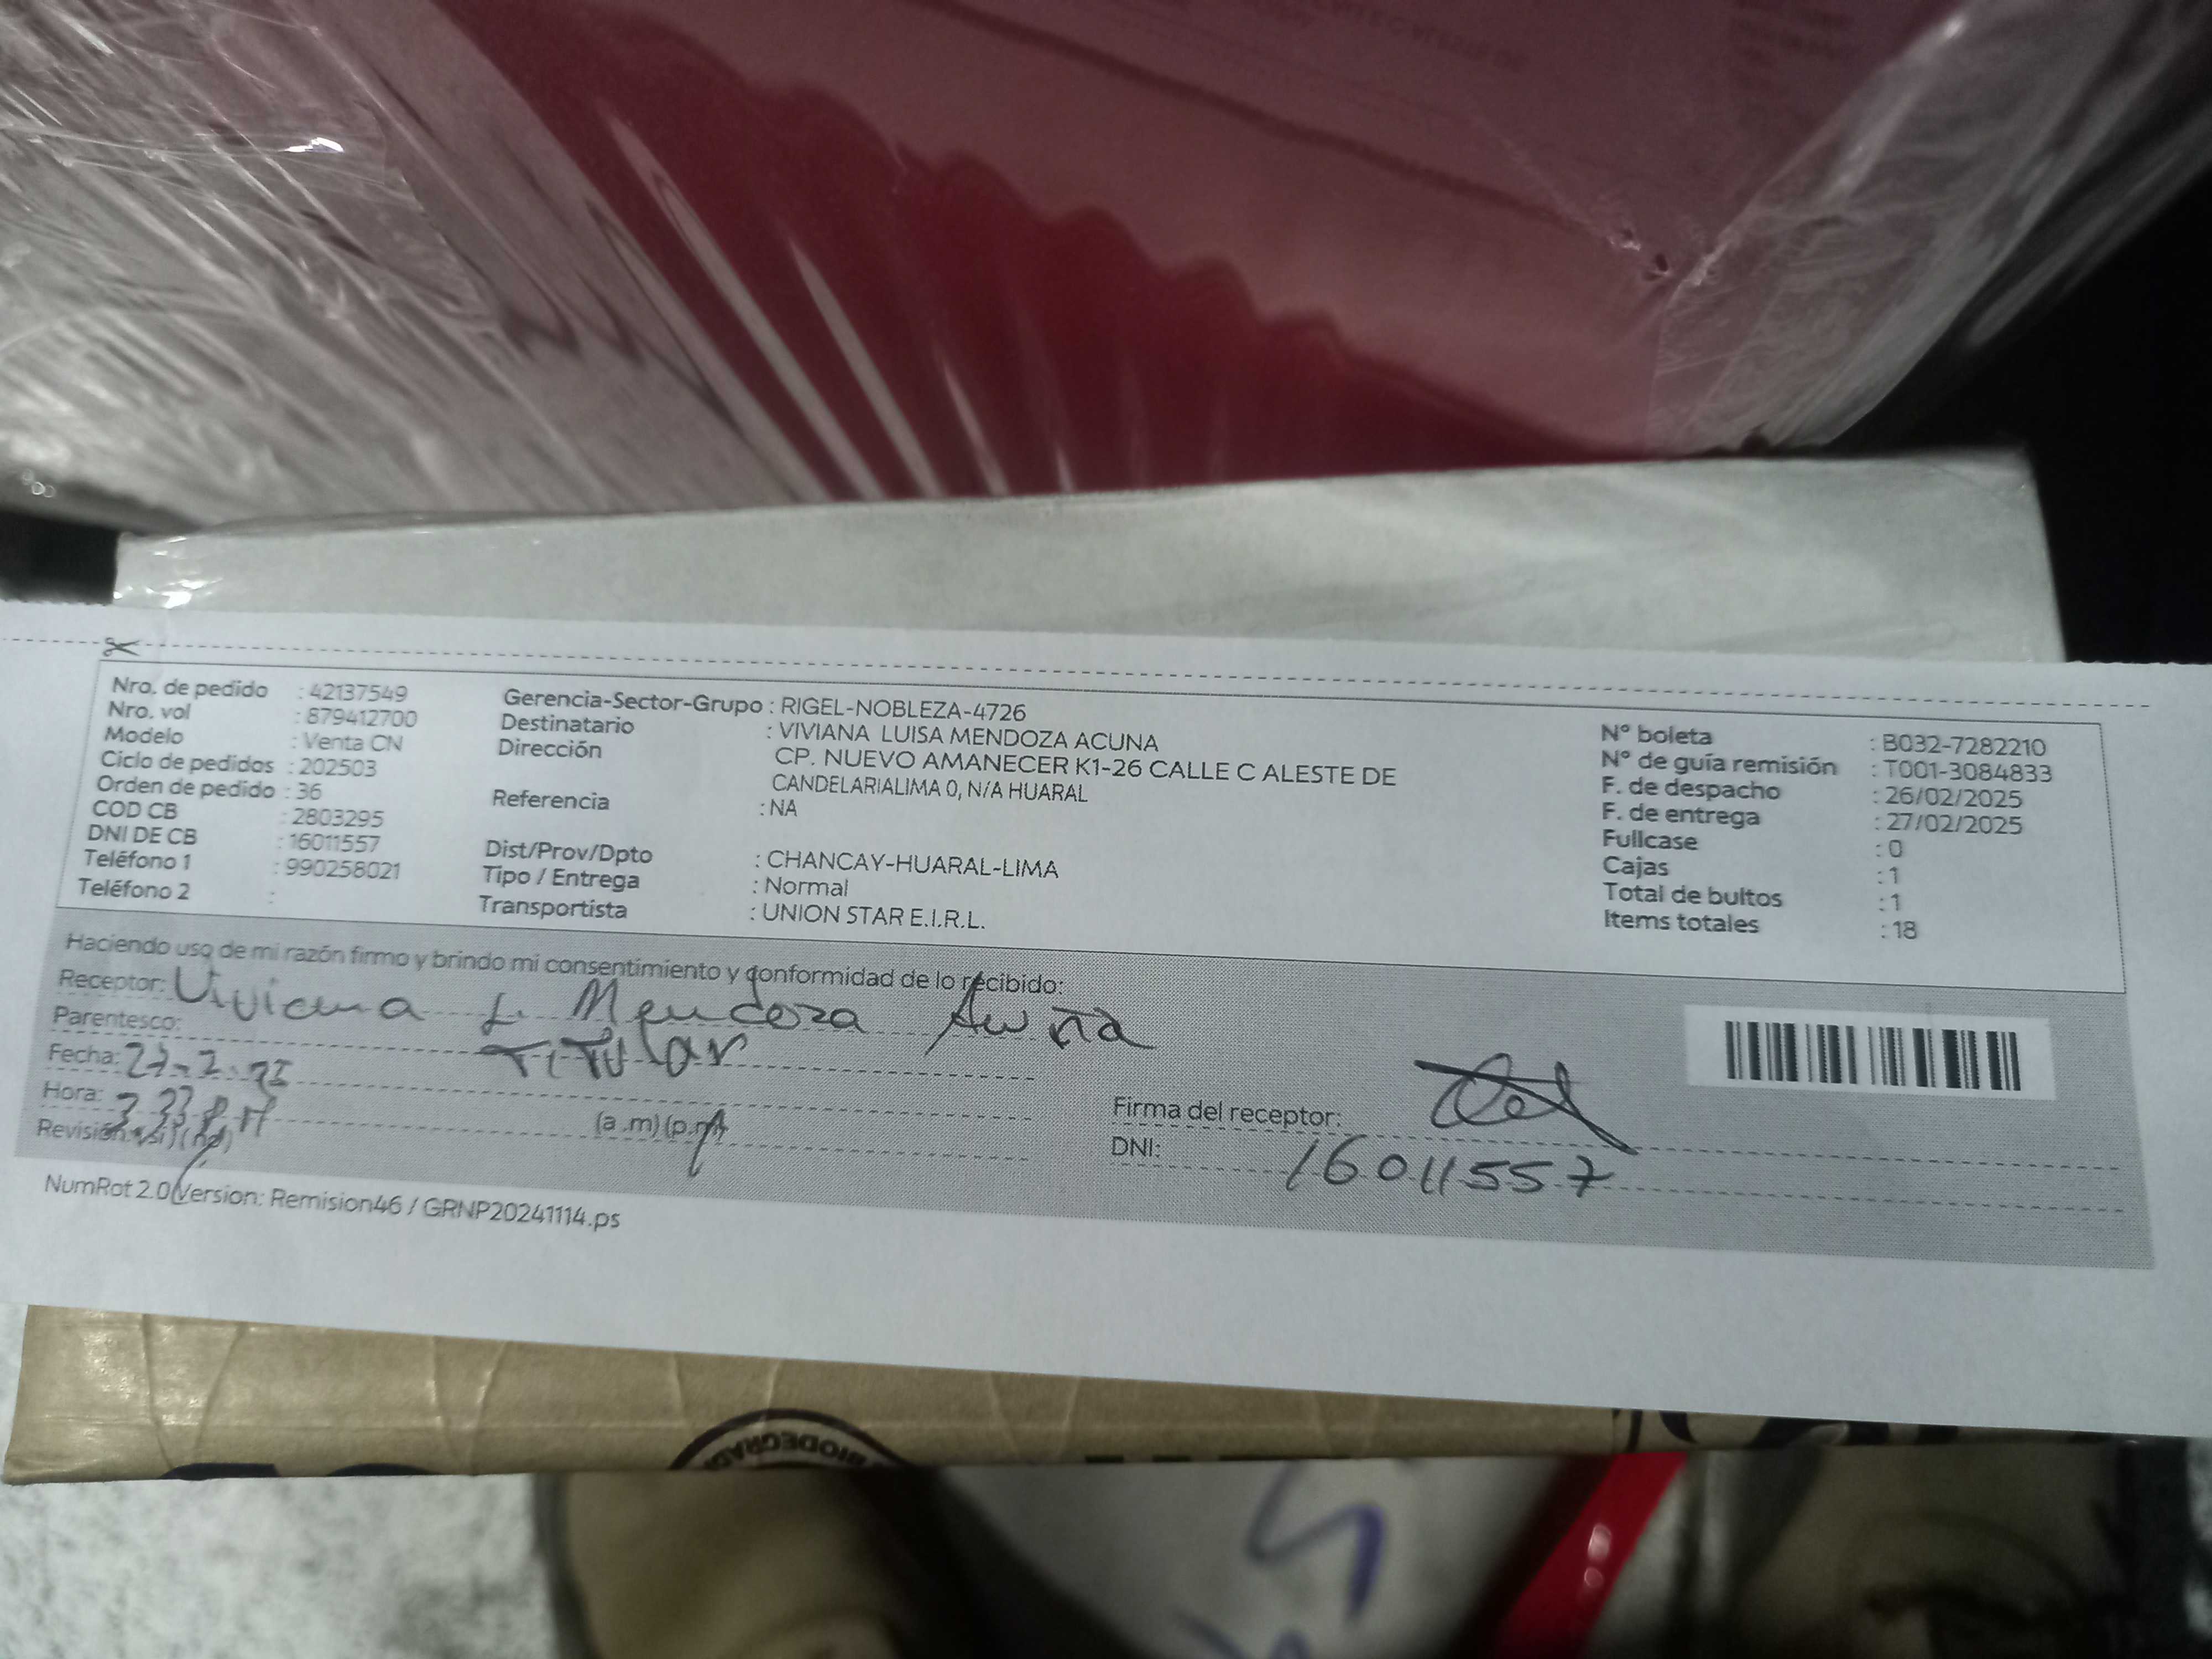 Nro. de pedido : 42137549
Nro. vol : 879412700
Modelo : Venta CN
Ciclo de pedidos : 202503
Orden de pedido : 36
COD CB : 2803295
DNI DE CB : 16011557
Teléfono 1 : 990258021
Teléfono 2 :
Gerencia-Sector-Grupo : RIGEL-NOBLEZA-4726
Destinatario : VIVIANA LUISA MENDOZA ACUNA
Dirección CP. NUEVO AMANECER K1-26 CALLE C ALESTE DE
CANDELARIALIMA 0, N/A HUARAL
Referencia : NA
Dist/Prov/Dpto : CHANCAY-HUARAL-LIMA
Tipo / Entrega : Normal
Transportista : UNION STAR E.I.R.L.
N° boleta : B032-7282210
N° de guía remisión : T001-3084833
F. de despacho : 26/02/2025
F. de entrega : 27/02/2025
Fullcase : 0
Cajas : 1
Total de bultos : 1
Items totales : 18
Haciendo uso de mi razón firmo y brindo mi consentimiento y conformidad de lo recibido:
Receptor: Viviana L. Mendoza Acuña
Parentesco: Titular
Fecha: 27-2-25
Hora: 3 33 PM (a .m) (p.m)
Revisión: (si) (no)
Firma del receptor:
DNI: 16011557
NumRot 2.0 Version: Remision46 / GRNP20241114.ps